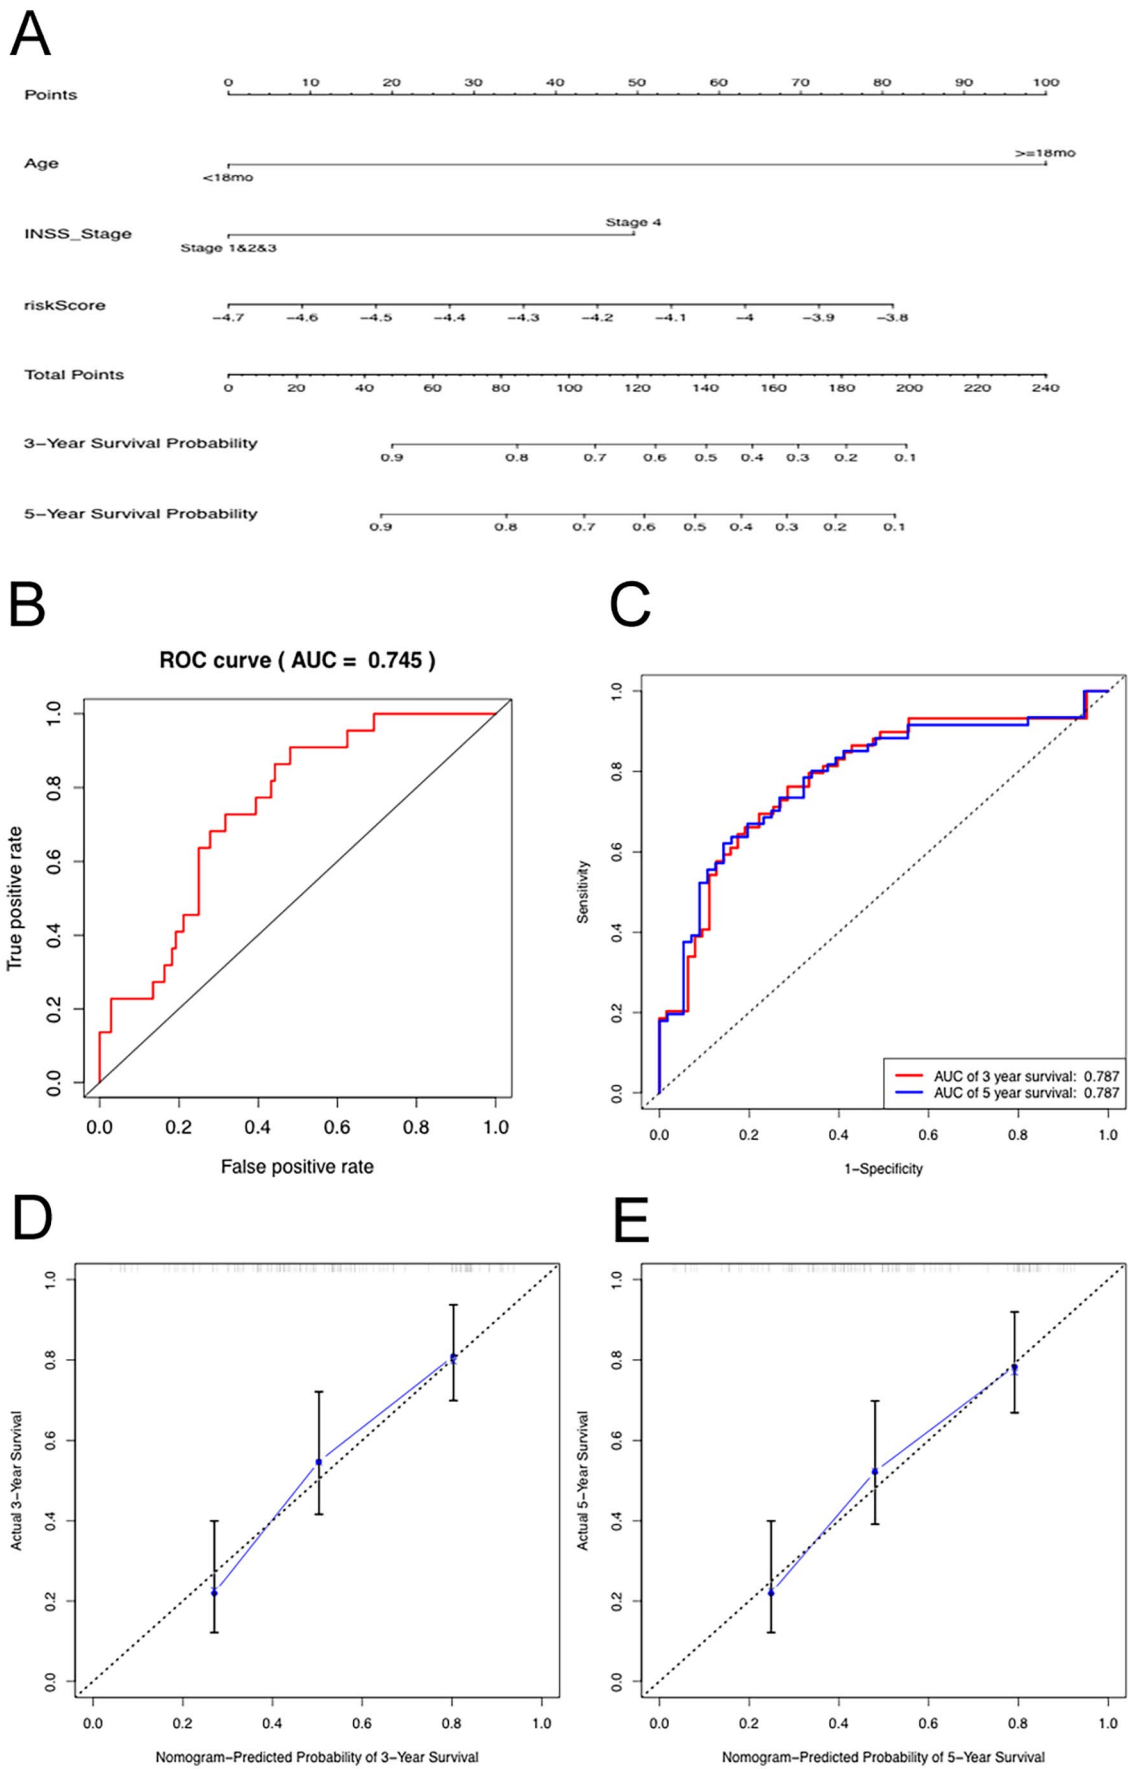 A
Points
0 10 20 30 40 50 60 70 80 90 100
Age
>=18mo
<18mo
INSS_Stage
Stage 4
Stage 1&2&3
riskScore
−4.7 −4.6 −4.5 −4.4 −4.3 −4.2 −4.1 −4 −3.9 −3.8
Total Points
0 20 40 60 80 100 120 140 160 180 200 220 240
3−Year Survival Probability
0.9 0.8 0.7 0.6 0.5 0.4 0.3 0.2 0.1
5−Year Survival Probability
0.9 0.8 0.7 0.6 0.5 0.4 0.3 0.2 0.1
B
ROC curve ( AUC = 0.745 )
True positive rate
1.0
0.8
0.6
0.4
0.2
0.0
0.0 0.2 0.4 0.6 0.8 1.0
False positive rate
C
Sensitivity
1.0
0.8
0.6
0.4
0.2
0.0
AUC of 3 year survival: 0.787
AUC of 5 year survival: 0.787
0.0 0.2 0.4 0.6 0.8 1.0
1−Specificity
D
Actual 3−Year Survival
1.0
0.8
0.6
0.4
0.2
0.0
0.0 0.2 0.4 0.6 0.8 1.0
Nomogram−Predicted Probability of 3−Year Survival
E
Actual 5−Year Survival
1.0
0.8
0.6
0.4
0.2
0.0
0.0 0.2 0.4 0.6 0.8 1.0
Nomogram−Predicted Probability of 5−Year Survival